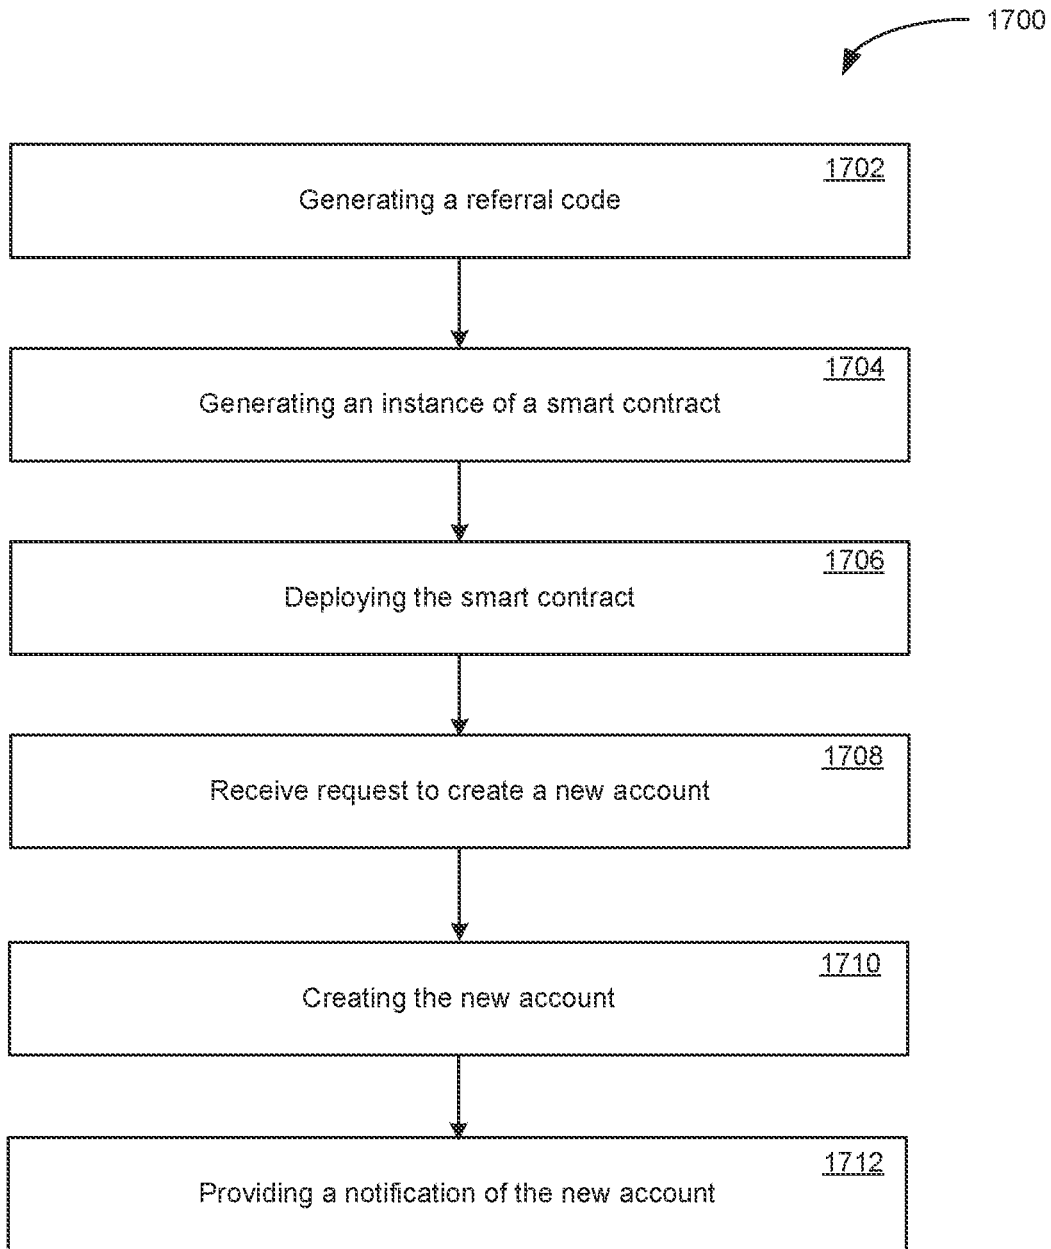 1700
1702
Generating a referral code
1704
Generating an instance of a smart contract
1706
Deploying the smart contract
1708
Receive request to create a new account
1710
Creating the new account
1712
Providing a notification of the new account